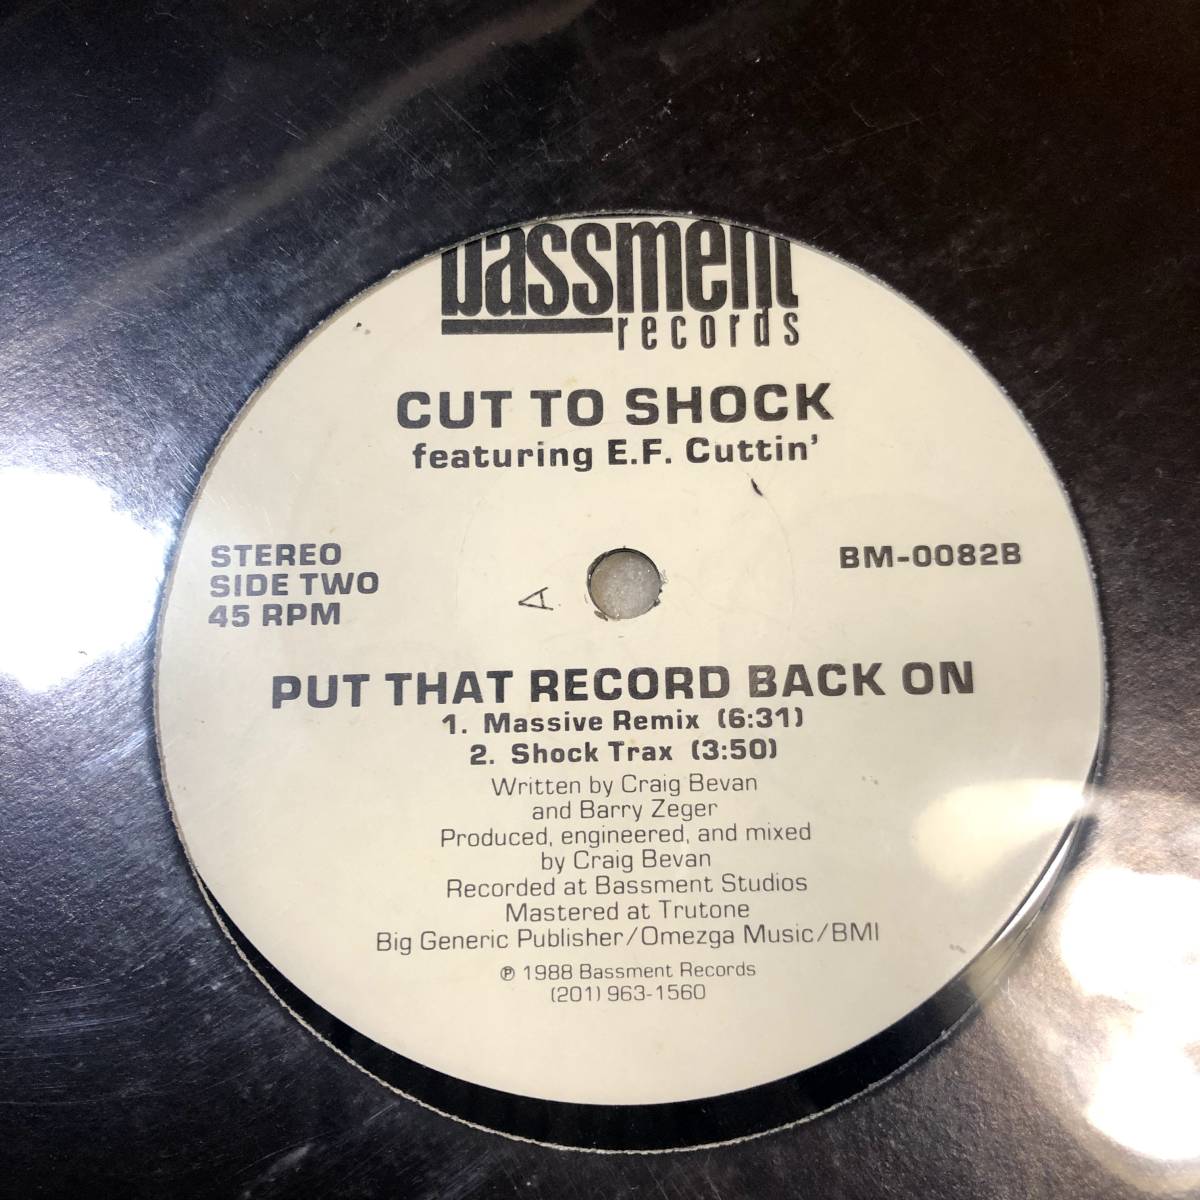 bassment
records
CUT TO SHOCK
featuring E.F. Cuttin'
STEREO
SIDE TWO
45 RPM
BM-0082B
A
PUT THAT RECORD BACK ON
1. Massive Remix (6:31)
2. Shock Trax (3:50)
Written by Craig Bevan
and Barry Zeger
Produced, engineered, and mixed
by Craig Bevan
Recorded at Bassment Studios
Mastered at Trutone
Big Generic Publisher/Omezga Music/BMI
℗ 1988 Bassment Records
(201) 963-1560